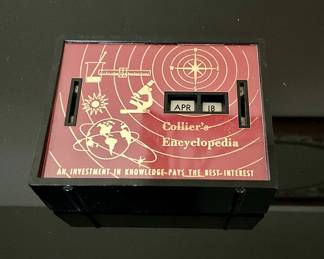 APR 18
Collier's
Encyclopedia
AN INVESTMENT IN KNOWLEDGE PAYS THE BEST INTEREST